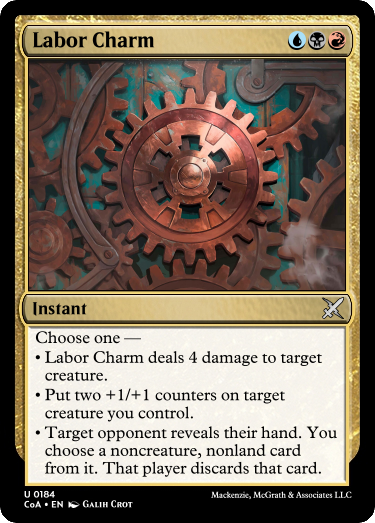 Labor Charm
Instant
Choose one —
• Labor Charm deals 4 damage to target
creature.
• Put two +1/+1 counters on target
creature you control.
• Target opponent reveals their hand. You
choose a noncreature, nonland card
from it. That player discards that card.
U 0184
CoA • EN Galih Crot
Mackenzie, McGrath & Associates LLC